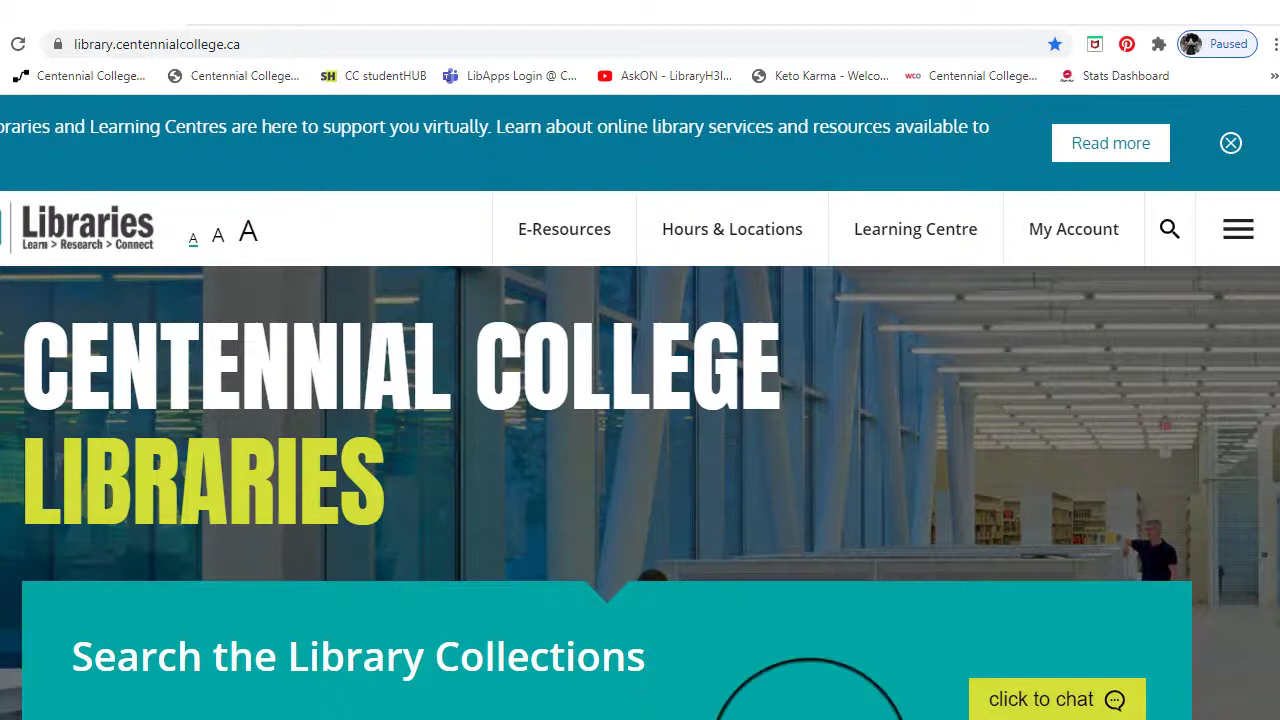 library.centennialcollege.ca
Paused
Centennial College...
Centennial College...
SH CC studentHUB
LibApps Login @ C...
AskON - LibraryH3l...
Keto Karma - Welco...
wco Centennial College...
Stats Dashboard
»
and Learning Centres are here to support you virtually. Learn about online library services and resources available to
Read more
Libraries
Learn > Research > Connect
A A A
E-Resources
Hours & Locations
Learning Centre
My Account
CENTENNIAL COLLEGE
LIBRARIES
Search the Library Collections
click to chat